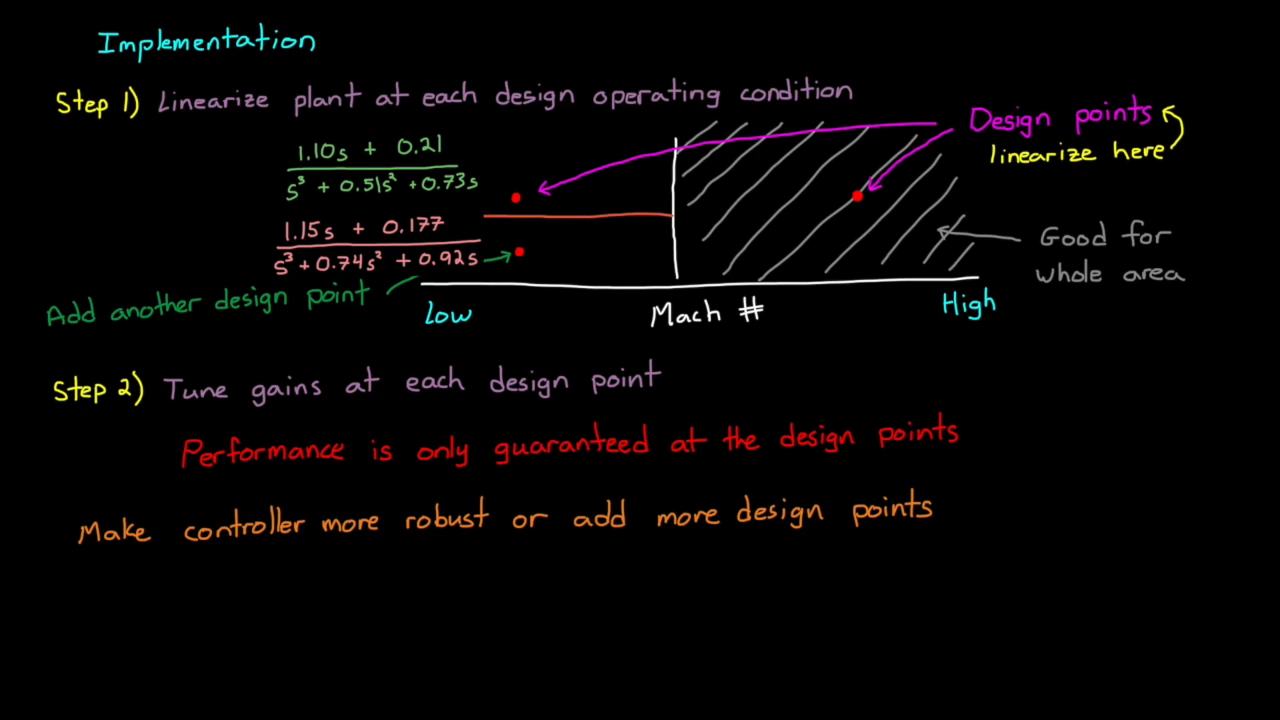 Implementation
Step 1) Linearize plant at each design operating condition
Design points
linearize here
1.10s + 0.21
s³ + 0.51s² + 0.73s
1.15s + 0.177
s³ + 0.74s² + 0.92s
Good for
whole area
Add another design point
Low
Mach #
High
Step 2) Tune gains at each design point
Performance is only guaranteed at the design points
Make controller more robust or add more design points